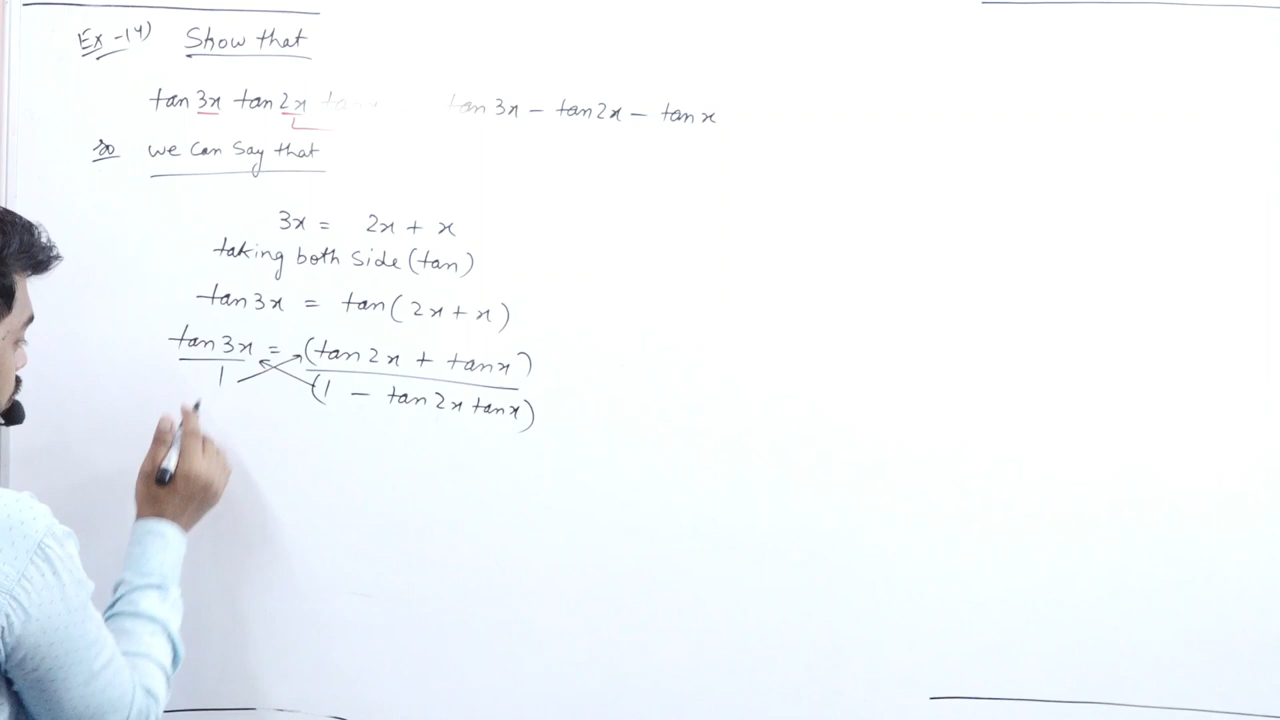 Ex-14) Show that
tan 3x tan 2x tan 3x - tan 2x - tan x
we can say that
3x = 2x + x
taking both side (tan)
tan 3x = tan (2x + x)
tan 3x = (tan 2x + tan x)
1 (1 - tan 2x tan x)